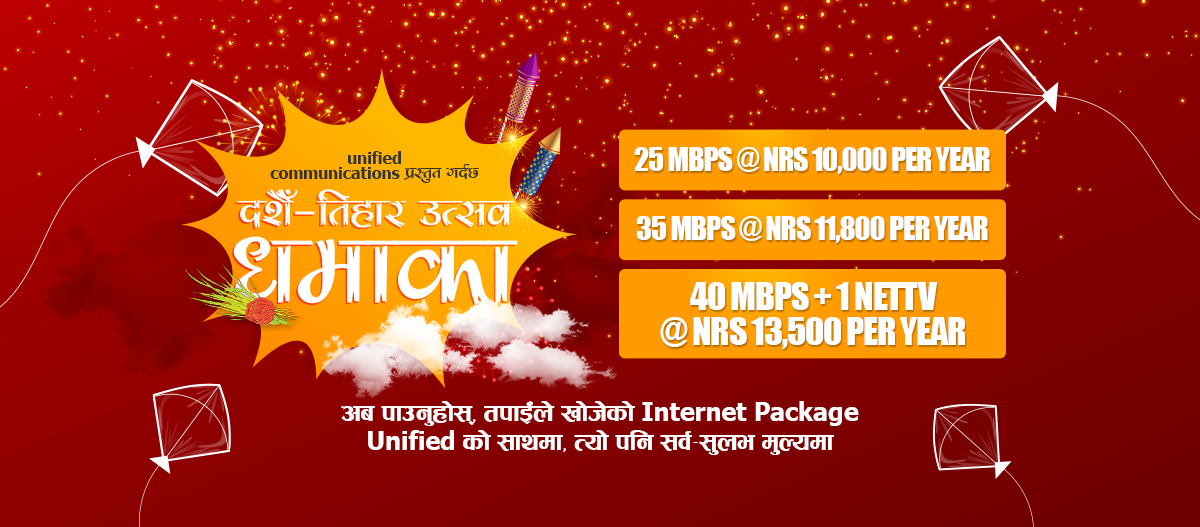 unified
communications प्रस्तुत गर्दछ
दशैँ-तिहार उत्सव
धमाका
25 MBPS @ NRS 10,000 PER YEAR
35 MBPS @ NRS 11,800 PER YEAR
40 MBPS + 1 NETTV
@ NRS 13,500 PER YEAR
अब पाउनुहोस्, तपाइँले खोजेको Internet Package
Unified को साथमा, त्यो पनि सर्व-सुलभ मुल्यमा